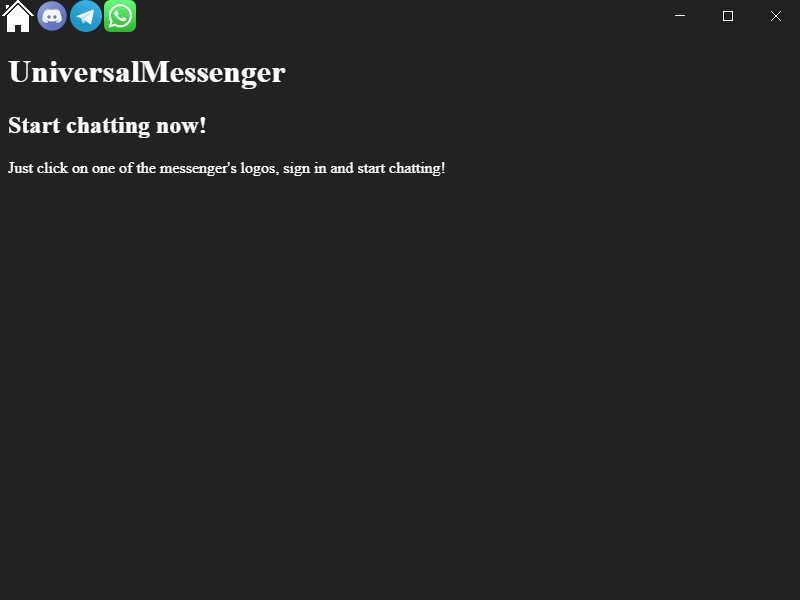 UniversalMessenger
Start chatting now!
Just click on one of the messenger's logos, sign in and start chatting!